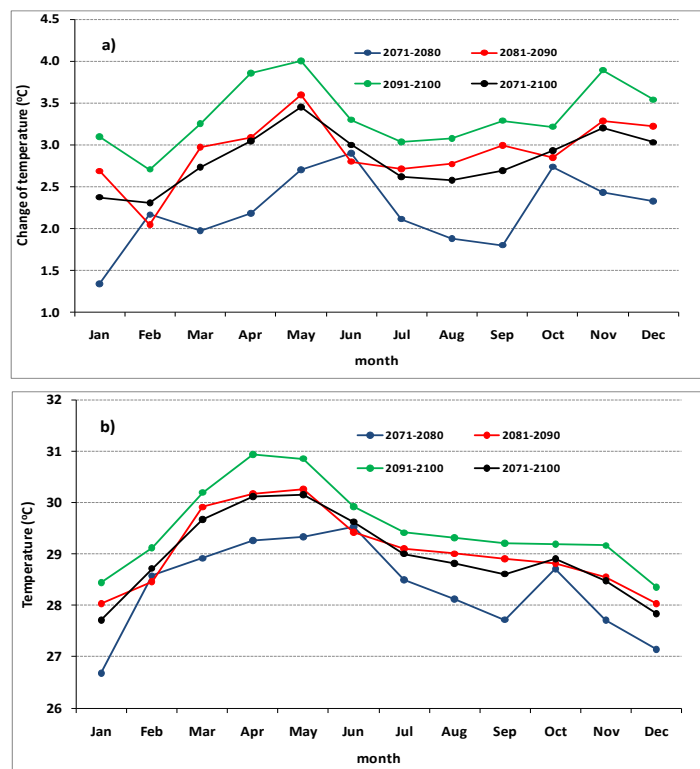 a)
2071-2080
2081-2090
2091-2100
2071-2100
Change of temperature (⁰C)
4.5
4.0
3.5
3.0
2.5
2.0
1.5
1.0
Jan Feb Mar Apr May Jun Jul Aug Sep Oct Nov Dec
month
b)
2071-2080
2081-2090
2091-2100
2071-2100
Temperature (⁰C)
32
31
30
29
28
27
26
Jan Feb Mar Apr May Jun Jul Aug Sep Oct Nov Dec
month